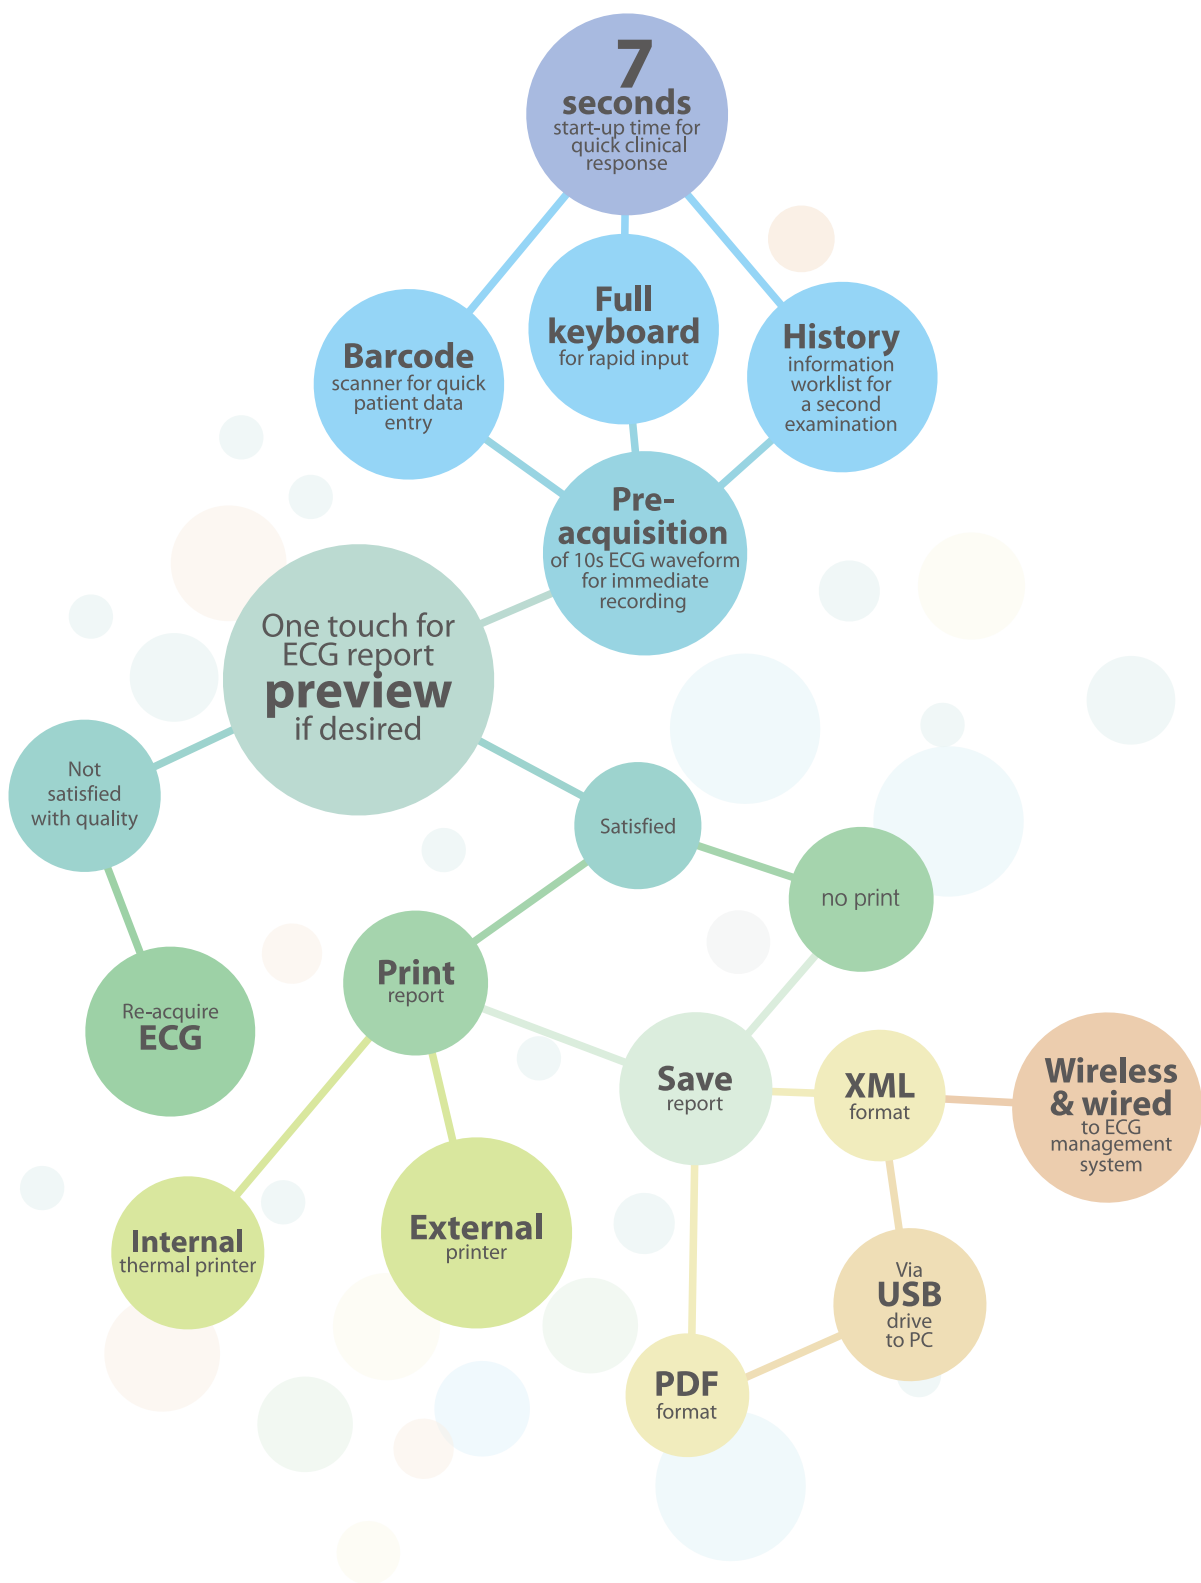 7
seconds
start-up time for
quick clinical
response
Full
keyboard
for rapid input
Barcode
scanner for quick
patient data
entry
History
information
worklist for
a second
examination
Pre-
acquisition
of 10s ECG waveform
for immediate
recording
One touch for
ECG report
preview
if desired
Not
satisfied
with quality
Satisfied
no print
Print
report
Re-acquire
ECG
Save
report
XML
format
Wireless
& wired
to ECG
management
system
Internal
thermal printer
External
printer
Via
USB
drive
to PC
PDF
format